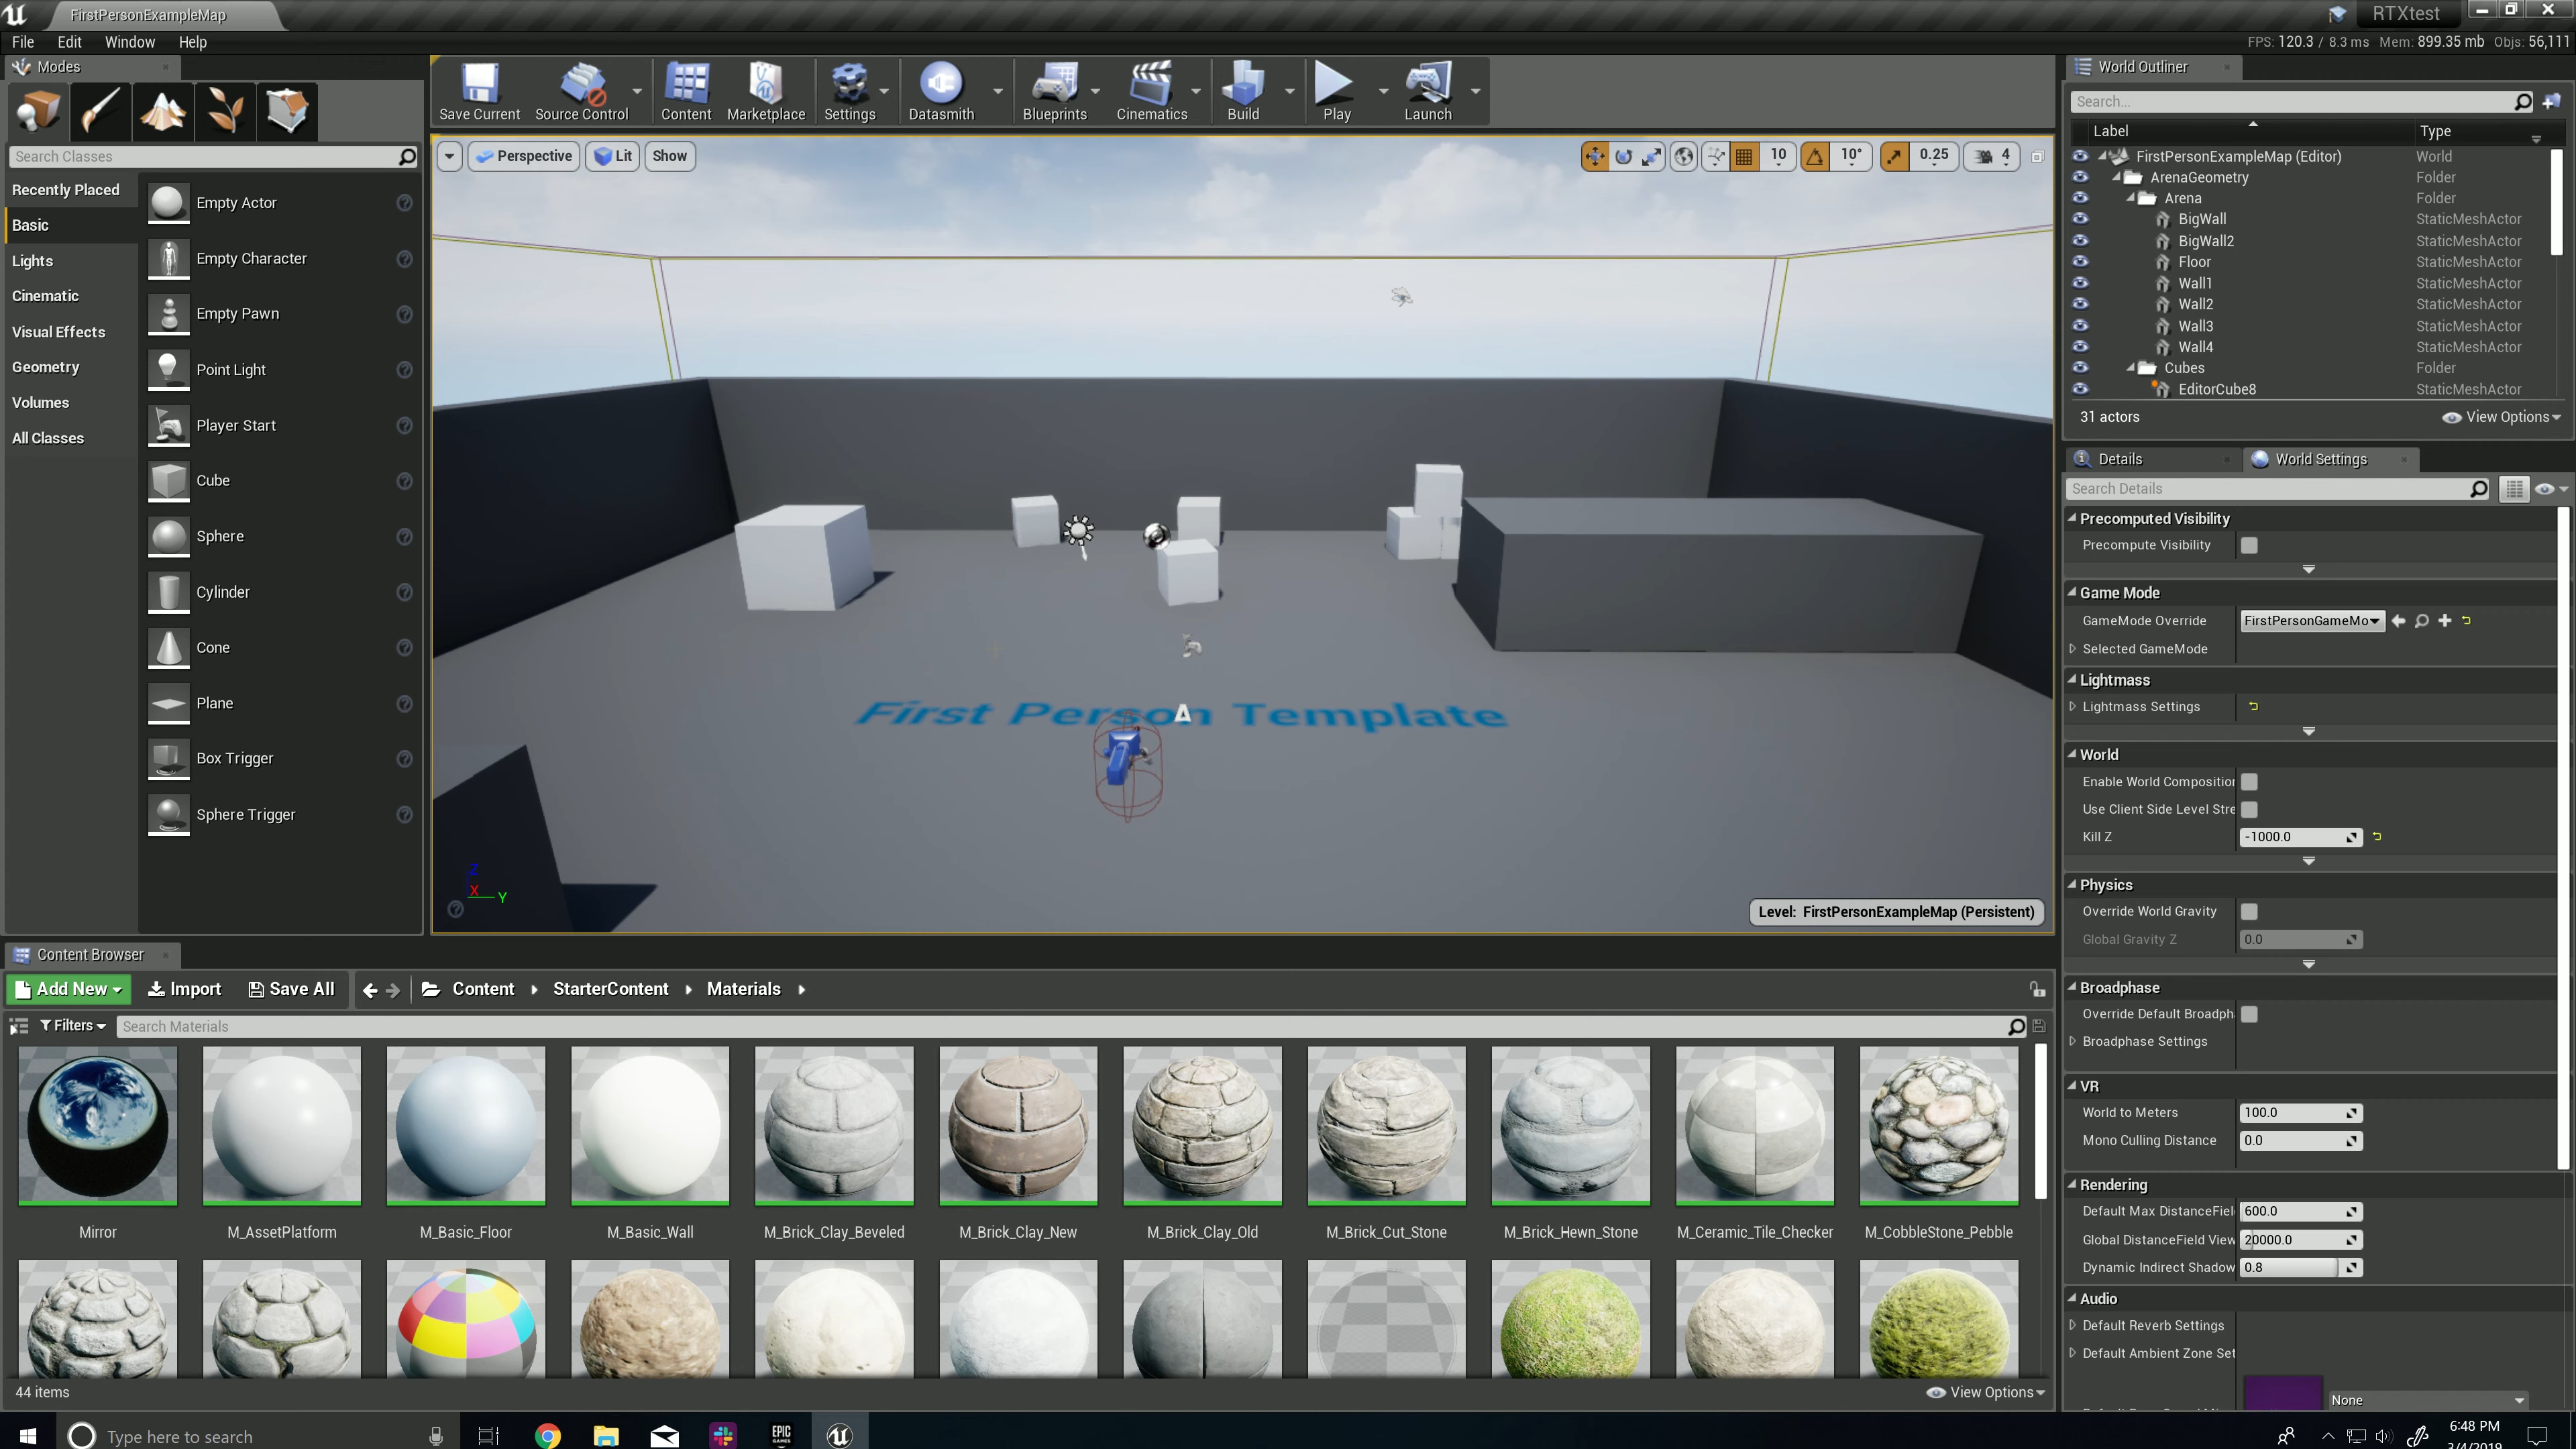 FirstPersonExampleMap
RTXtest
File Edit Window Help
FPS: 120.3 / 8.3 ms Mem: 899.35 mb Objs: 56,111
Modes
Search Classes
Recently Placed
Basic
Lights
Cinematic
Visual Effects
Geometry
Volumes
All Classes
Empty Actor
Empty Character
Empty Pawn
Point Light
Player Start
Cube
Sphere
Cylinder
Cone
Plane
Box Trigger
Sphere Trigger
Save Current Source Control Content Marketplace Settings Datasmith Blueprints Cinematics Build Play Launch
Perspective Lit Show
10 10° 0.25 4
First Person Template
Z
X
Y
Level: FirstPersonExampleMap (Persistent)
World Outliner
Search...
Label Type
FirstPersonExampleMap (Editor) World
ArenaGeometry Folder
Arena Folder
BigWall StaticMeshActor
BigWall2 StaticMeshActor
Floor StaticMeshActor
Wall1 StaticMeshActor
Wall2 StaticMeshActor
Wall3 StaticMeshActor
Wall4 StaticMeshActor
Cubes Folder
EditorCube8 StaticMeshActor
31 actors View Options
Details World Settings
Search Details
Precomputed Visibility
Precompute Visibility
Game Mode
GameMode Override FirstPersonGameMo
Selected GameMode
Lightmass
Lightmass Settings
World
Enable World Composition
Use Client Side Level Stre
Kill Z -1000.0
Physics
Override World Gravity
Global Gravity Z 0.0
Broadphase
Override Default Broadph
Broadphase Settings
VR
World to Meters 100.0
Mono Culling Distance 0.0
Rendering
Default Max DistanceFiel 600.0
Global DistanceField View 20000.0
Dynamic Indirect Shadow 0.8
Audio
Default Reverb Settings
Default Ambient Zone Set
None
Content Browser
Add New Import Save All Content StarterContent Materials
Filters Search Materials
Mirror M_AssetPlatform M_Basic_Floor M_Basic_Wall M_Brick_Clay_Beveled M_Brick_Clay_New M_Brick_Clay_Old M_Brick_Cut_Stone M_Brick_Hewn_Stone M_Ceramic_Tile_Checker M_CobbleStone_Pebble
44 items View Options
Type here to search
EPIC
GAMES
6:48 PM
3/4/2019